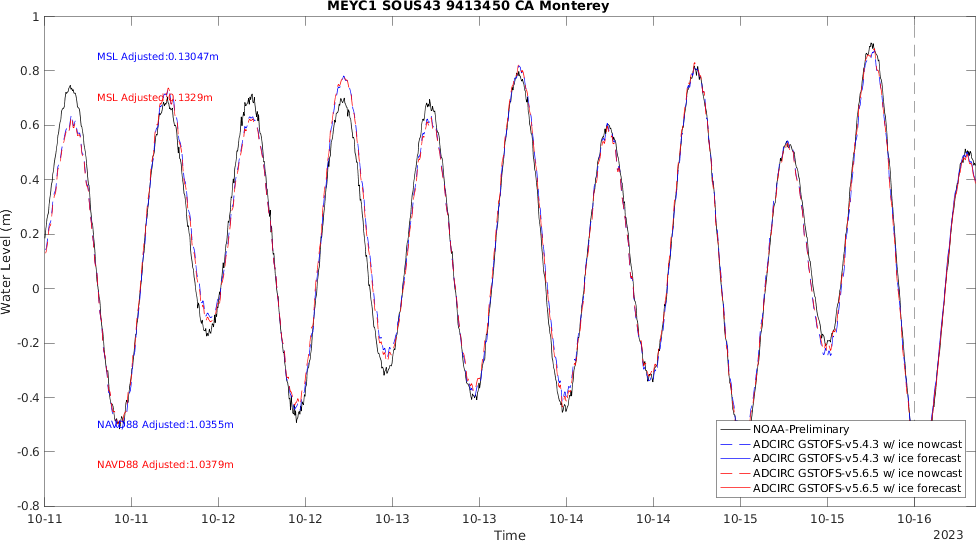 MEYC1 SOUS43 9413450 CA Monterey
1
0.8
0.6
0.4
0.2
0
-0.2
-0.4
-0.6
-0.8
Water Level (m)
MSL Adjusted:0.13047m
MSL Adjusted:0.1329m
NAVD88 Adjusted:1.0355m
NAVD88 Adjusted:1.0379m
NOAA-Preliminary
ADCIRC GSTOFS-v5.4.3 w/ ice nowcast
ADCIRC GSTOFS-v5.4.3 w/ ice forecast
ADCIRC GSTOFS-v5.6.5 w/ ice nowcast
ADCIRC GSTOFS-v5.6.5 w/ ice forecast
10-11 10-11 10-12 10-12 10-13 10-13 10-14 10-14 10-15 10-15 10-16
Time
2023